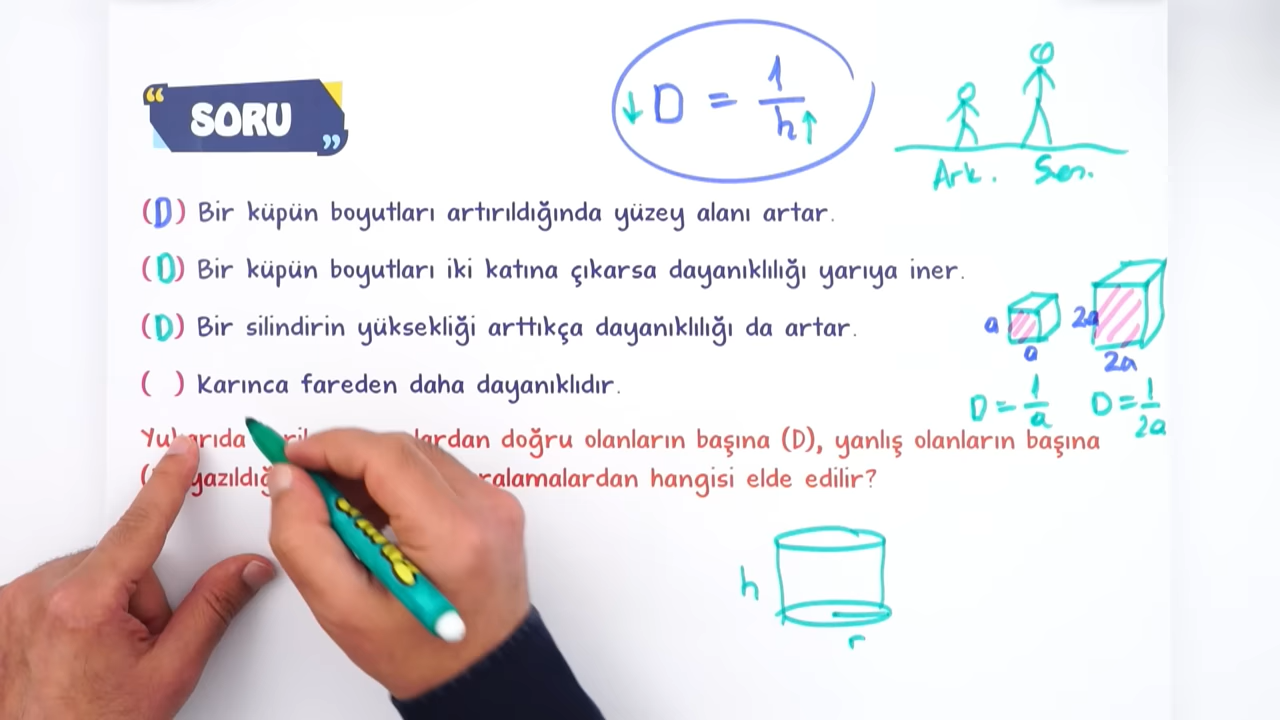 SORU
↓ D = 1/h↑
Ark. Sen.
(D) Bir küpün boyutları artırıldığında yüzey alanı artar.
(D) Bir küpün boyutları iki katına çıkarsa dayanıklılığı yarıya iner.
(D) Bir silindirin yüksekliği arttıkça dayanıklılığı da artar.
( ) Karınca fareden daha dayanıklıdır.
a a 2a 2a
D = 1/a D = 1/2a
lardan doğru olanların başına (D), yanlış olanların başına
yazıldığ ralamalardan hangisi elde edilir?
h
r